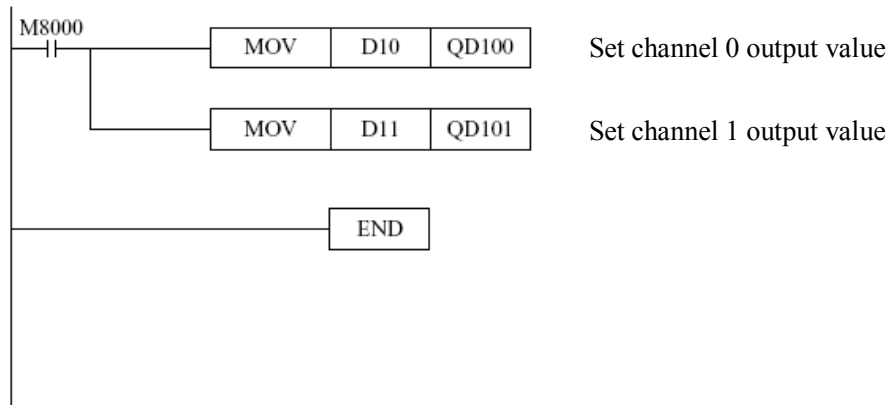 M8000
MOV D10 QD100 Set channel 0 output value
MOV D11 QD101 Set channel 1 output value
END